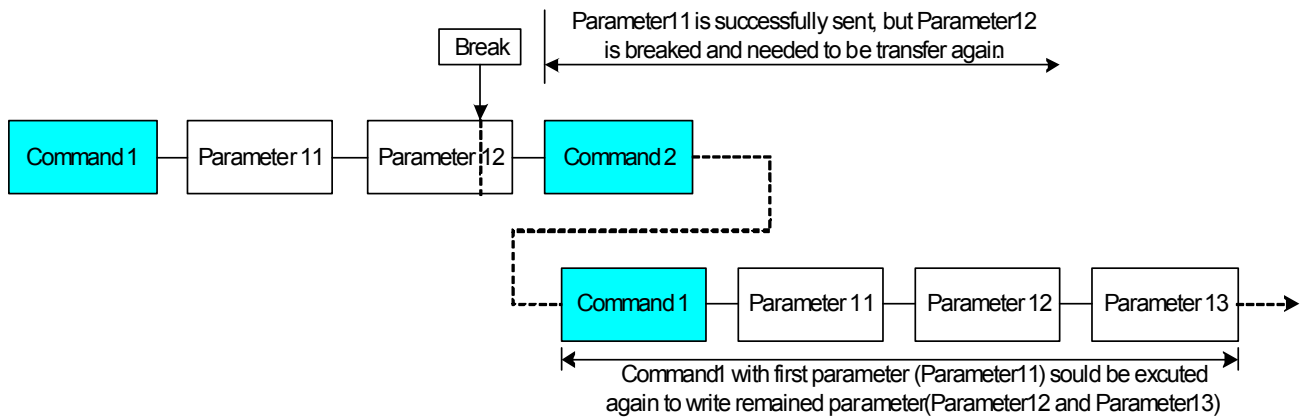 Parameter11 is successfully sent, but Parameter12
is breaked and needed to be transfer again.
Break
Command 1
Parameter 11
Parameter 12
Command 2
Command 1
Parameter 11
Parameter 12
Parameter 13
Command1 with first parameter (Parameter11) sould be excuted
again to write remained parameter(Parameter12 and Parameter13)